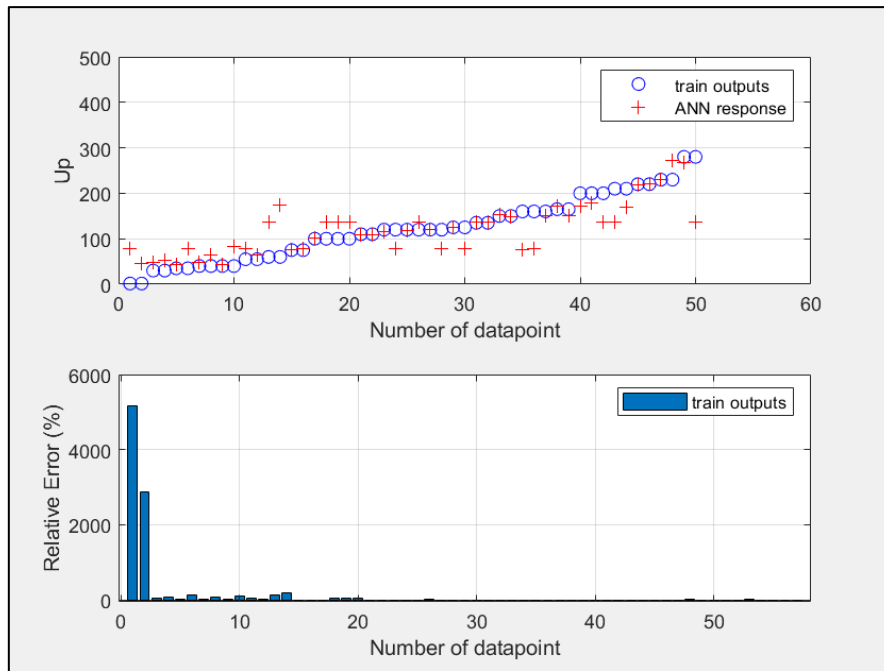 500
400
300
200
100
0
Up
train outputs
ANN response
0 10 20 30 40 50 60
Number of datapoint
6000
4000
2000
0
Relative Error (%)
train outputs
0 10 20 30 40 50
Number of datapoint